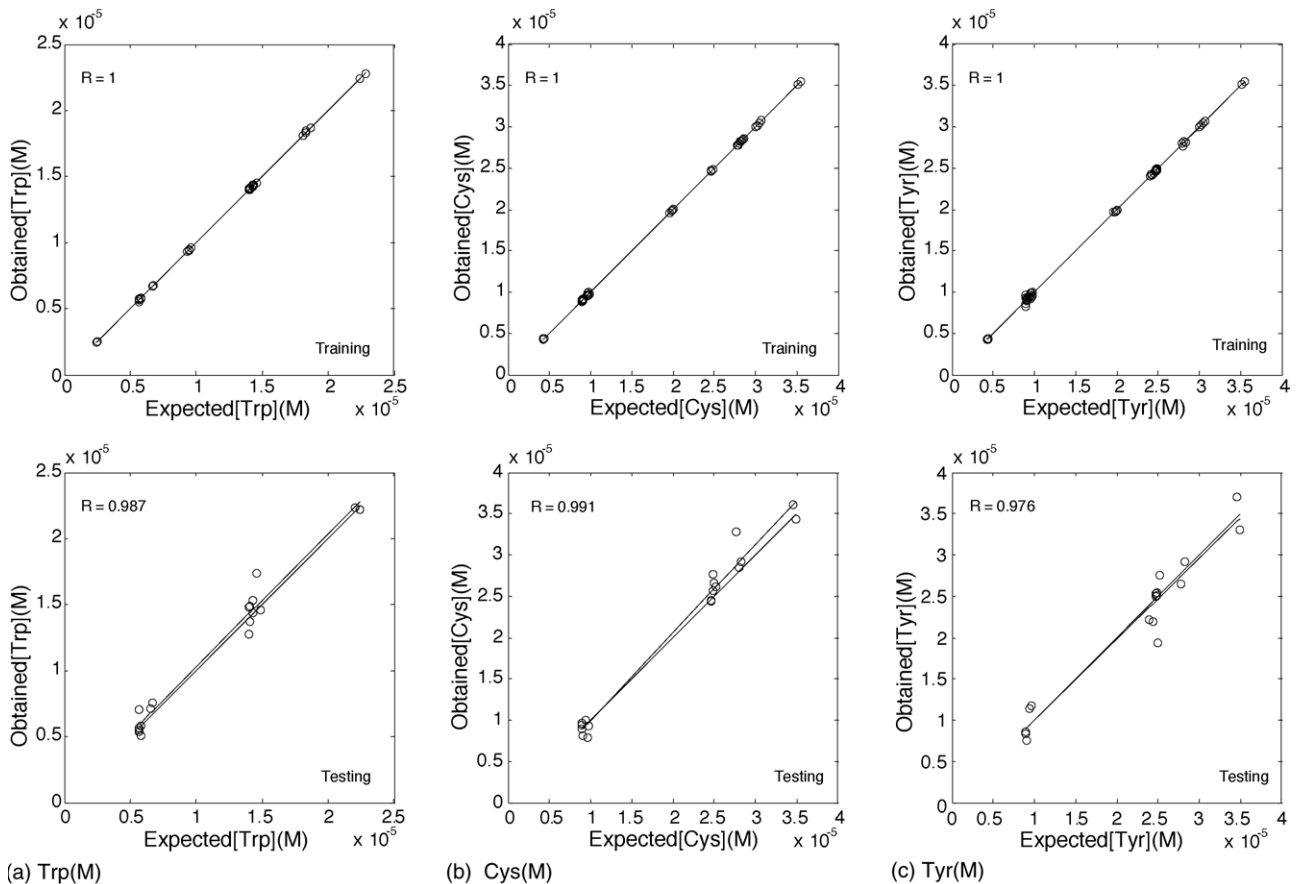 x 10-5
2.5
2
1.5
1
0.5
0
R = 1
Training
Obtained[Trp](M)
0 0.5 1 1.5 2 2.5
Expected[Trp](M) x 10-5
x 10-5
4
3.5
3
2.5
2
1.5
1
0.5
0
R = 1
Training
Obtained[Cys](M)
0 0.5 1 1.5 2 2.5 3 3.5 4
Expected[Cys](M) x 10-5
x 10-5
4
3.5
3
2.5
2
1.5
1
0.5
0
R = 1
Training
Obtained[Tyr](M)
0 0.5 1 1.5 2 2.5 3 3.5 4
Expected[Tyr](M) x 10-5
x 10-5
2.5
2
1.5
1
0.5
0
R = 0.987
Testing
Obtained[Trp](M)
0 0.5 1 1.5 2 2.5
Expected[Trp](M) x 10-5
(a) Trp(M)
x 10-5
4
3.5
3
2.5
2
1.5
1
0.5
0
R = 0.991
Testing
Obtained[Cys](M)
0 0.5 1 1.5 2 2.5 3 3.5 4
Expected[Cys](M) x 10-5
(b) Cys(M)
x 10-5
4
3.5
3
2.5
2
1.5
1
0.5
0
R = 0.976
Testing
Obtained[Tyr](M)
0 0.5 1 1.5 2 2.5 3 3.5 4
Expected[Tyr](M) x 10-5
(c) Tyr(M)